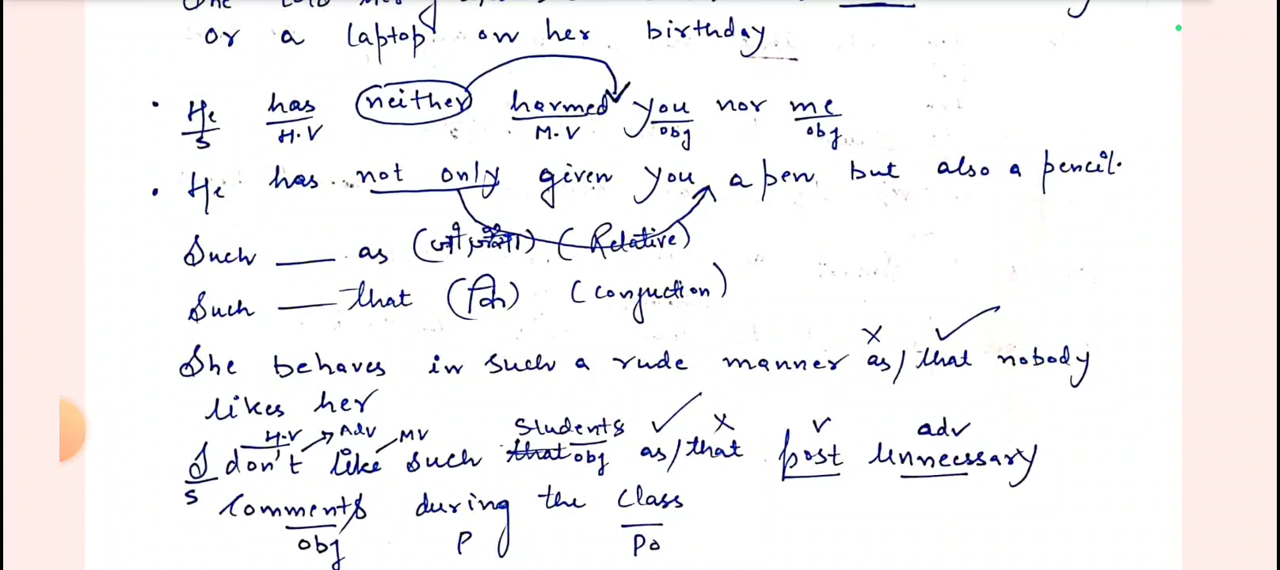 or a laptop on her birthday
• He has neither harmed you nor me
S H.V M.V obj obj
• He has not only given you a pen but also a pencil.
Such ___ as (जो, जैसा) (Relative)
Such ___ that (कि) (conjuction)
x ✓
She behaves in such a rude manner as/that nobody
likes her
H.V Adv MV Students ✓ x v adv
I don't like such that obj as/that post Unnecessary
S
Comments during the class
obj P Po